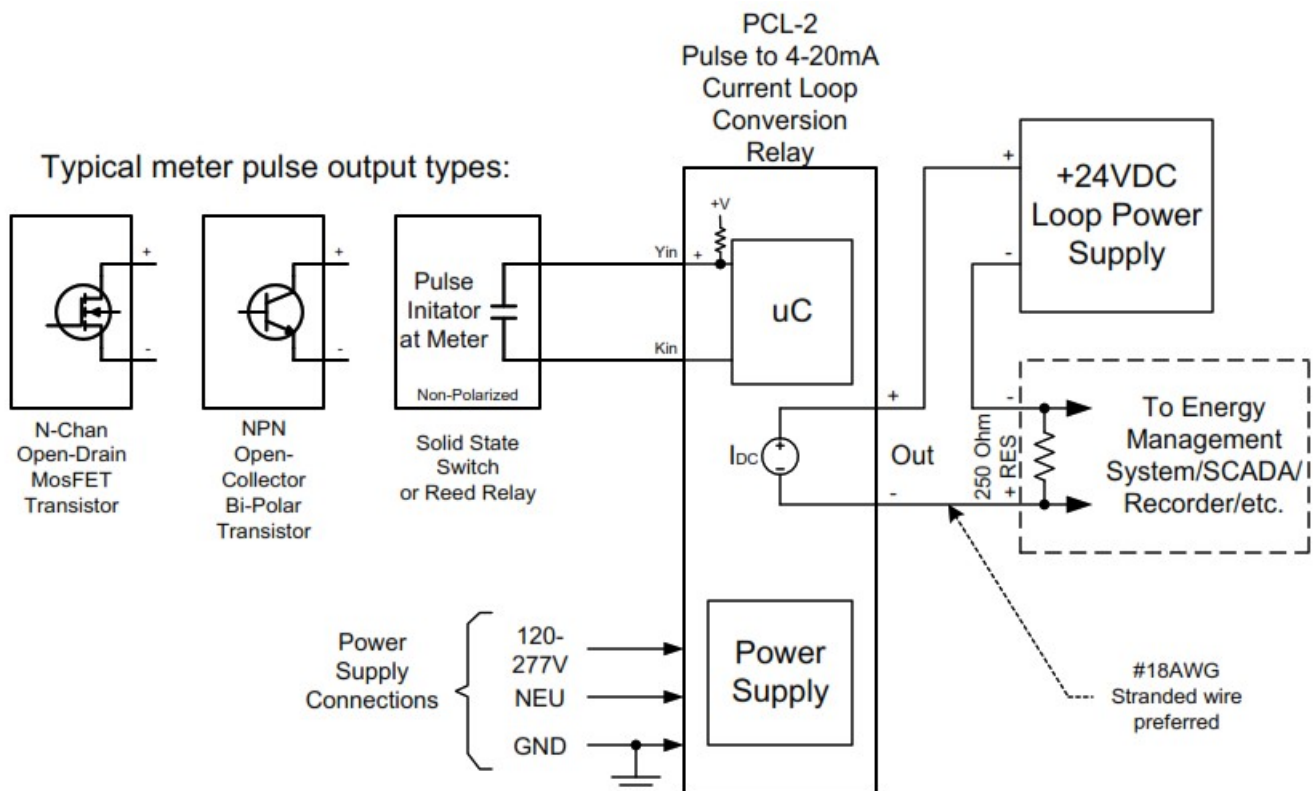 PCL-2
Pulse to 4-20mA
Current Loop
Conversion
Relay
Typical meter pulse output types:
+
-
N-Chan
Open-Drain
MosFET
Transistor
+
-
NPN
Open-
Collector
Bi-Polar
Transistor
Pulse
Initator
at Meter
Non-Polarized
Solid State
Switch
or Reed Relay
Yin
+
Kin
+V
uC
+
IDC
+
-
Out
-
+
+24VDC
Loop Power
Supply
-
-
250 Ohm
RES
+
To Energy
Management
System/SCADA/
Recorder/etc.
#18AWG
Stranded wire
preferred
Power
Supply
Connections
120-
277V
NEU
GND
Power
Supply